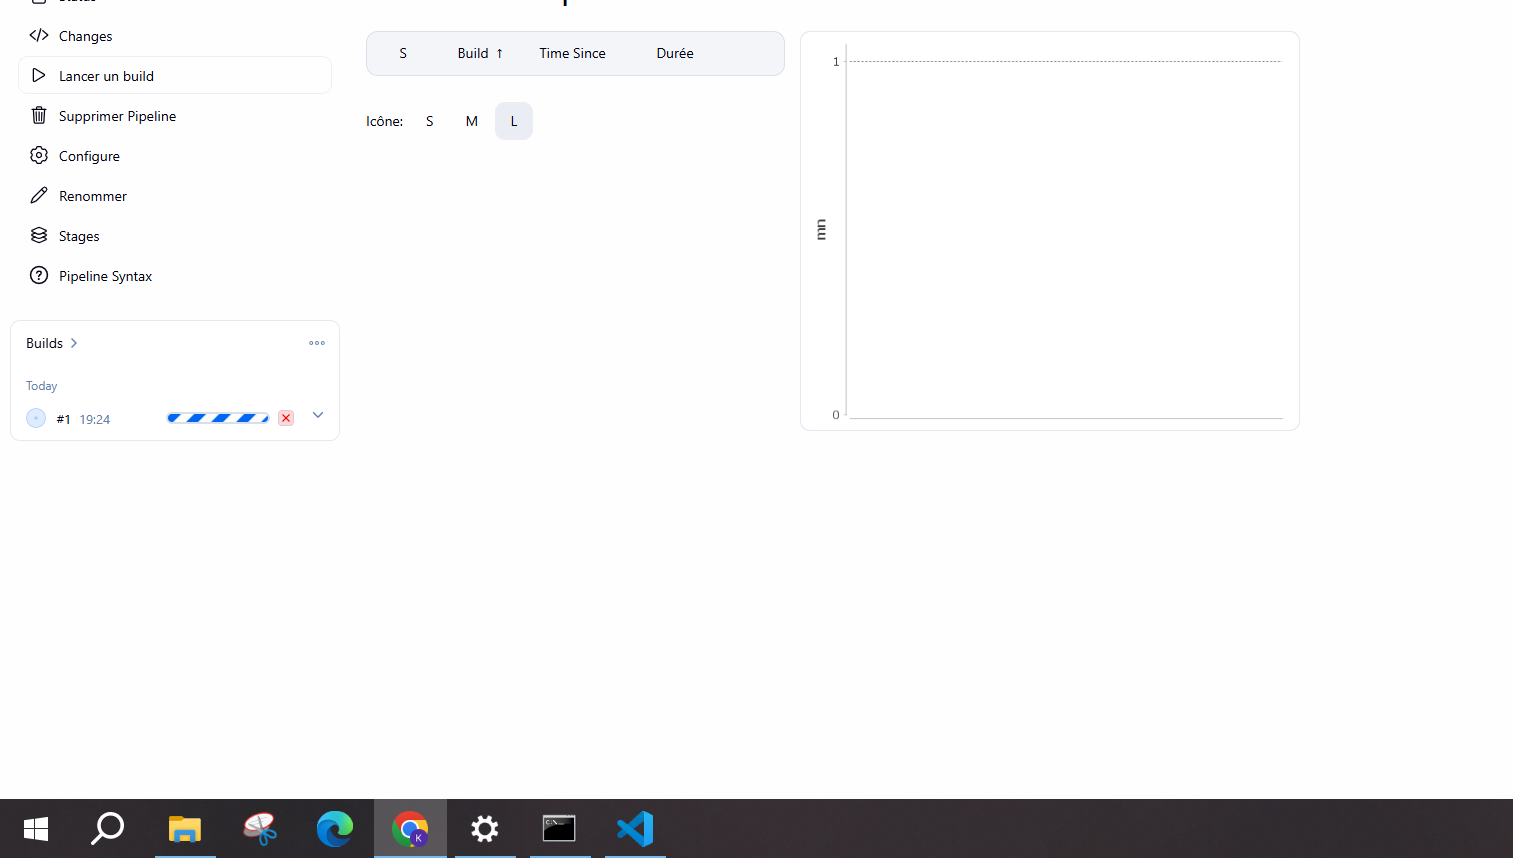 Changes
Lancer un build
Supprimer Pipeline
Configure
Renommer
Stages
Pipeline Syntax
Builds
Today
#1 19:24
S Build ↑ Time Since Durée
Icône: S M L
1
mn
0
K